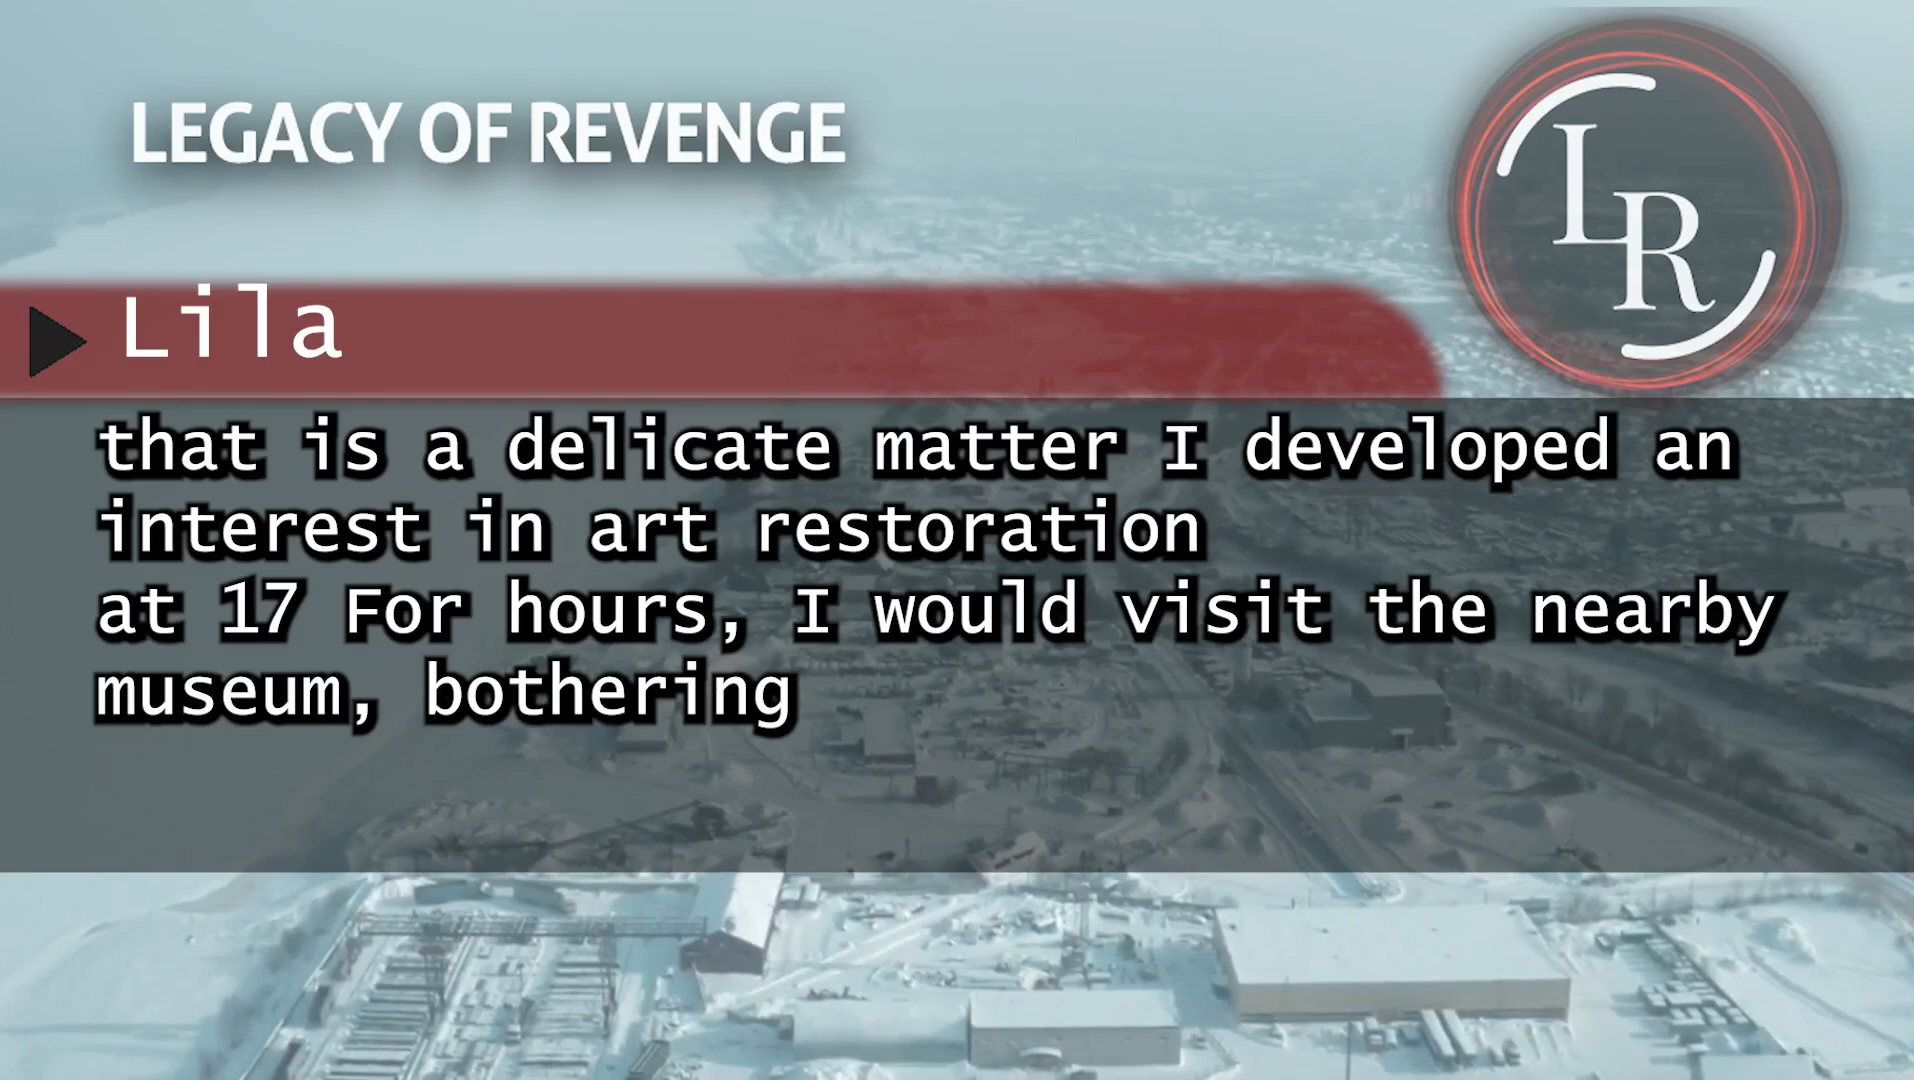 LEGACY OF REVENGE
LR
Lila
that is a delicate matter I developed an
interest in art restoration
at 17 For hours, I would visit the nearby
museum, bothering